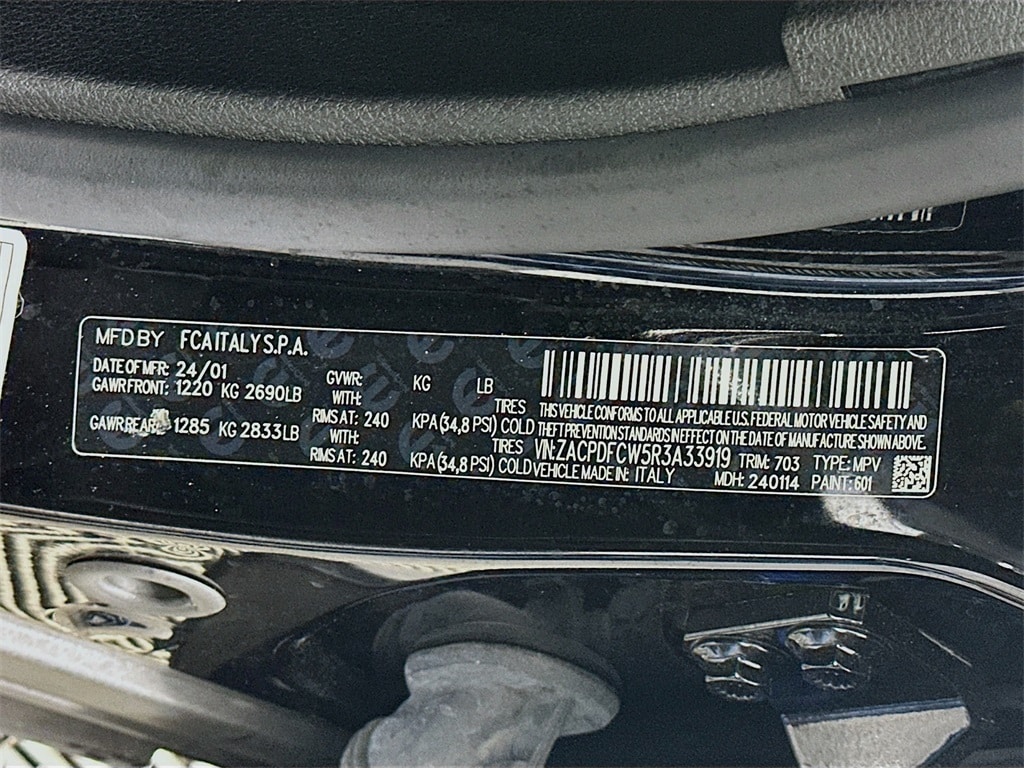 MFD BY FCA ITALY S.P.A.
DATE OF MFR: 24/01 GVWR: KG LB
GAWR FRONT: 1220 KG 2690LB WITH: TIRES
RIMS AT: 240 KPA (34,8 PSI) COLD
GAWR REAR: 1285 KG 2833LB WITH: TIRES
RIMS AT: 240 KPA (34,8 PSI) COLD
THIS VEHICLE CONFORMS TO ALL APPLICABLE U.S. FEDERAL MOTOR VEHICLE SAFETY AND
THEFT PREVENTION STANDARDS IN EFFECT ON THE DATE OF MANUFACTURE SHOWN ABOVE.
VIN: ZACPDFCW5R3A33919 TRIM: 703 TYPE: MPV
VEHICLE MADE IN: ITALY MDH: 240114 PAINT: 601